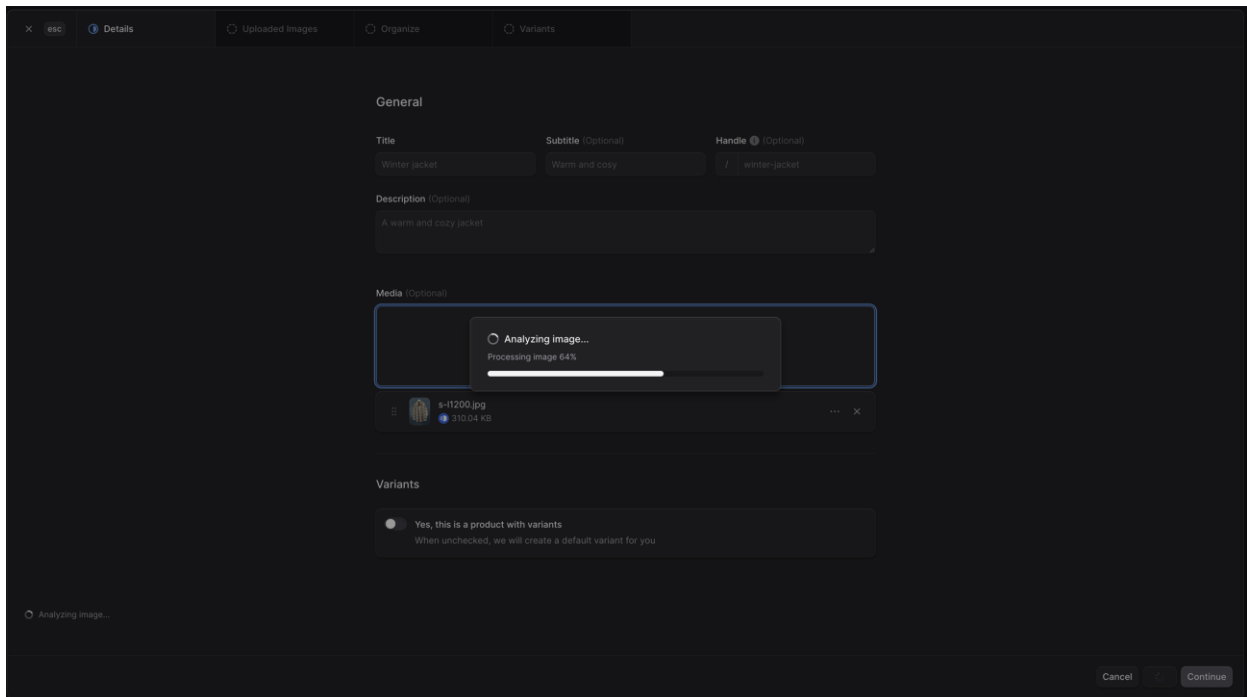 esc
Details
Uploaded Images
Organize
Variants
General
Title
Subtitle (Optional)
Handle (Optional)
Winter jacket
Warm and cosy
/ winter-jacket
Description (Optional)
A warm and cozy jacket
Media (Optional)
Analyzing image...
Processing image 64%
s-l1200.jpg
310.04 KB
Variants
Yes, this is a product with variants
When unchecked, we will create a default variant for you
Analyzing image...
Cancel
Continue